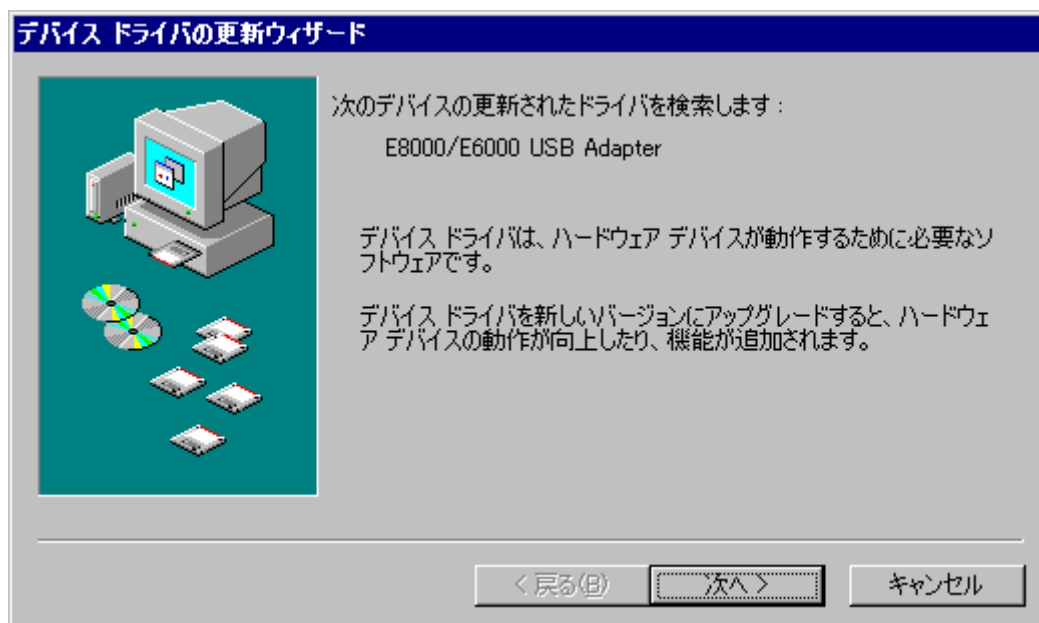 デバイス ドライバの更新ウィザード
次のデバイスの更新されたドライバを検索します:
E8000/E6000 USB Adapter
デバイス ドライバは、ハードウェア デバイスが動作するために必要なソ
フトウェアです。
デバイス ドライバを新しいバージョンにアップグレードすると、ハードウェ
ア デバイスの動作が向上したり、機能が追加されます。
< 戻る(B) 次へ > キャンセル